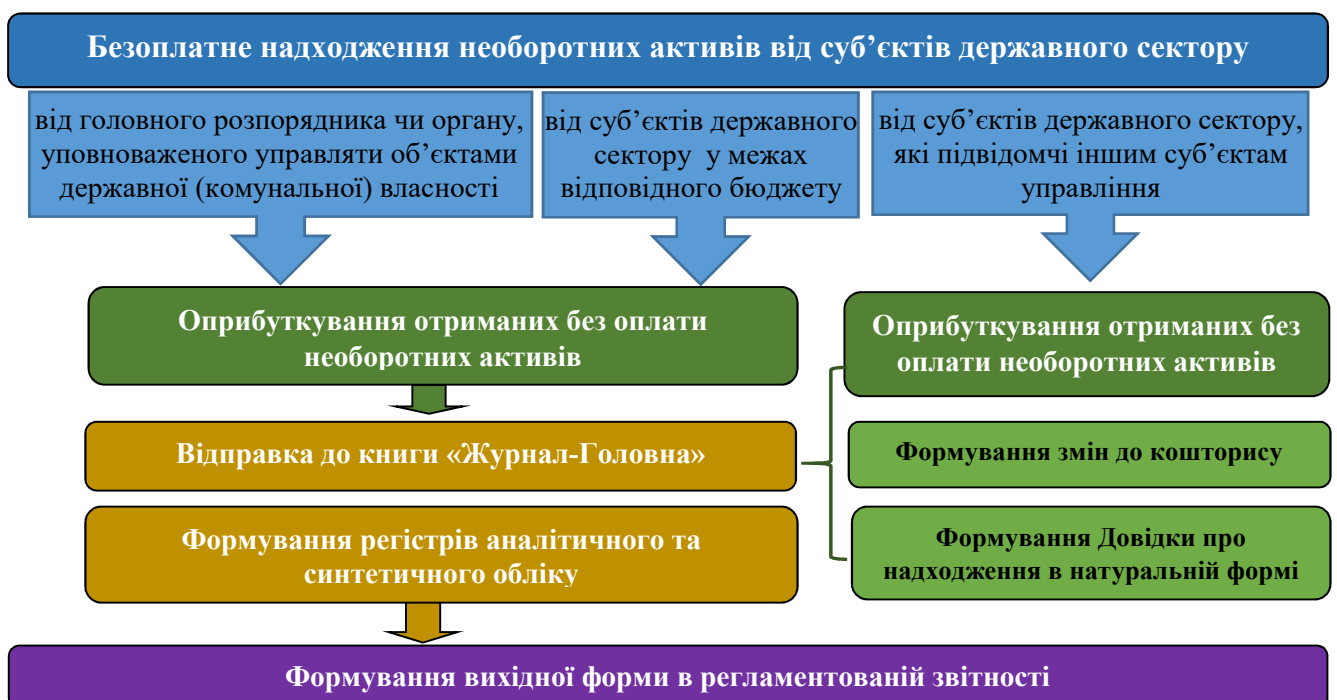 Безоплатне надходження необоротних активів від суб’єктів державного сектору
від головного розпорядника чи органу,
уповноваженого управляти об’єктами
державної (комунальної) власності
від суб’єктів державного
сектору у межах
відповідного бюджету
від суб’єктів державного сектору,
які підвідомчі іншим суб’єктам
управління
Оприбуткування отриманих без оплати
необоротних активів
Оприбуткування отриманих без
оплати необоротних активів
Відправка до книги «Журнал-Головна»
Формування змін до кошторису
Формування регістрів аналітичного та
синтетичного обліку
Формування Довідки про
надходження в натуральній формі
Формування вихідної форми в регламентованій звітності